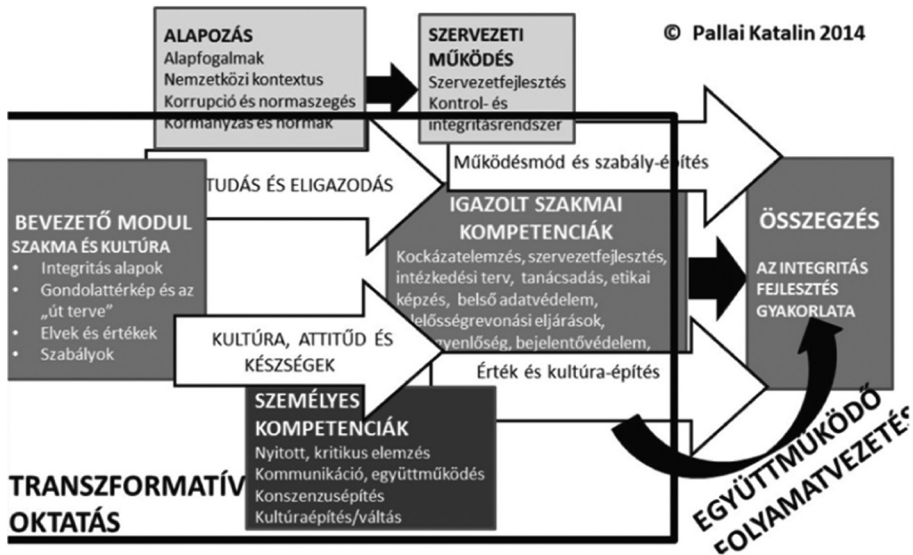 © Pallai Katalin 2014
ALAPOZÁS
Alapfogalmak
Nemzetközi kontextus
Korrupció és normaszegés
Kormányzás és normák
SZERVEZETI
MŰKÖDÉS
Szervezetfejlesztés
Kontrol- és
integritásrendszer
BEVEZETŐ MODUL
SZAKMA ÉS KULTÚRA
• Integritás alapok
• Gondolattérkép és az
„út terve”
• Elvek és értékek
• Szabályok
TUDÁS ÉS ELIGAZODÁS
Működésmód és szabály-építés
IGAZOLT SZAKMAI
KOMPETENCIÁK
Kockázatelemzés, szervezetfejlesztés,
intézkedési terv, tanácsadás, etikai
képzés, belső adatvédelem,
elelősségrevonási eljárások,
gyenlőség, bejelentővédelem,
ÖSSZEGZÉS
AZ INTEGRITÁS
FEJLESZTÉS
GYAKORLATA
KULTÚRA, ATTITŰD ÉS
KÉSZSÉGEK
Érték és kultúra-építés
SZEMÉLYES
KOMPETENCIÁK
Nyitott, kritikus elemzés
Kommunikáció, együttműködés
Konszenzusépítés
Kultúraépítés/váltás
TRANSZFORMATÍV
OKTATÁS
EGYÜTTMŰKÖDŐ
FOLYAMATVEZETÉS